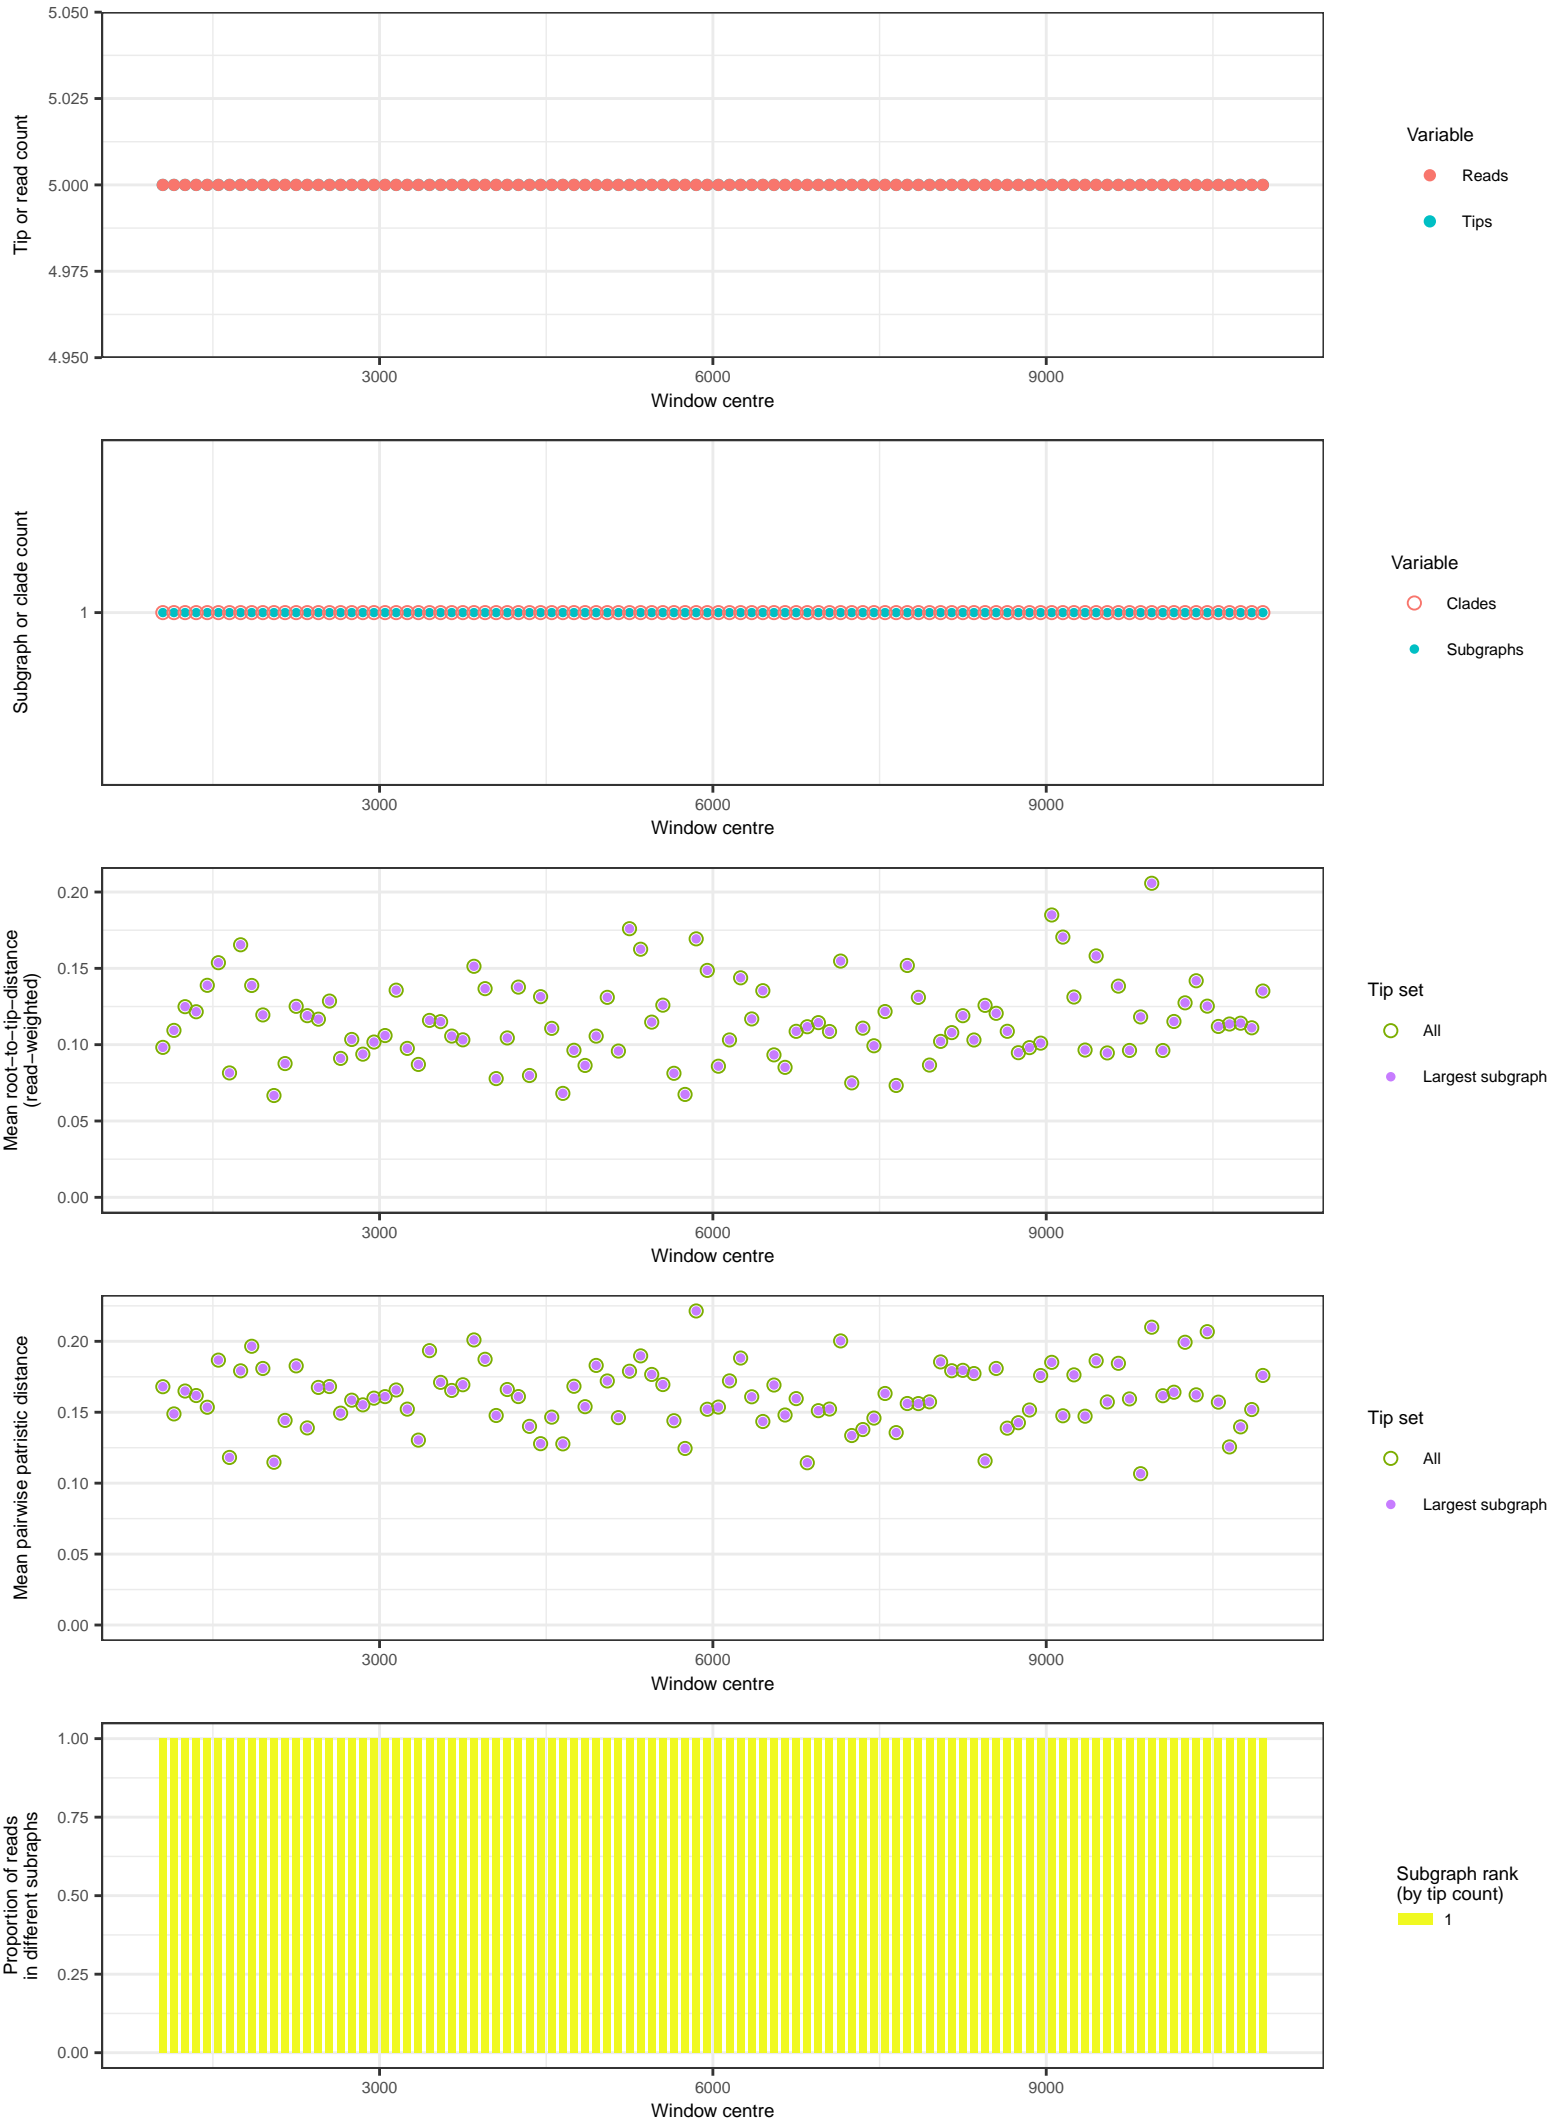 5.050
5.025
5.000
4.975
4.950
Tip or read count
3000
6000
9000
Window centre
Variable
Reads
Tips
1
Subgraph or clade count
3000
6000
9000
Window centre
Variable
Clades
Subgraphs
0.20
0.15
0.10
0.05
0.00
Mean root−to−tip−distance
(read−weighted)
3000
6000
9000
Window centre
Tip set
All
Largest subgraph
0.20
0.15
0.10
0.05
0.00
Mean pairwise patristic distance
3000
6000
9000
Window centre
Tip set
All
Largest subgraph
1.00
0.75
0.50
0.25
0.00
Proportion of reads
in different subraphs
3000
6000
9000
Window centre
Subgraph rank
(by tip count)
1